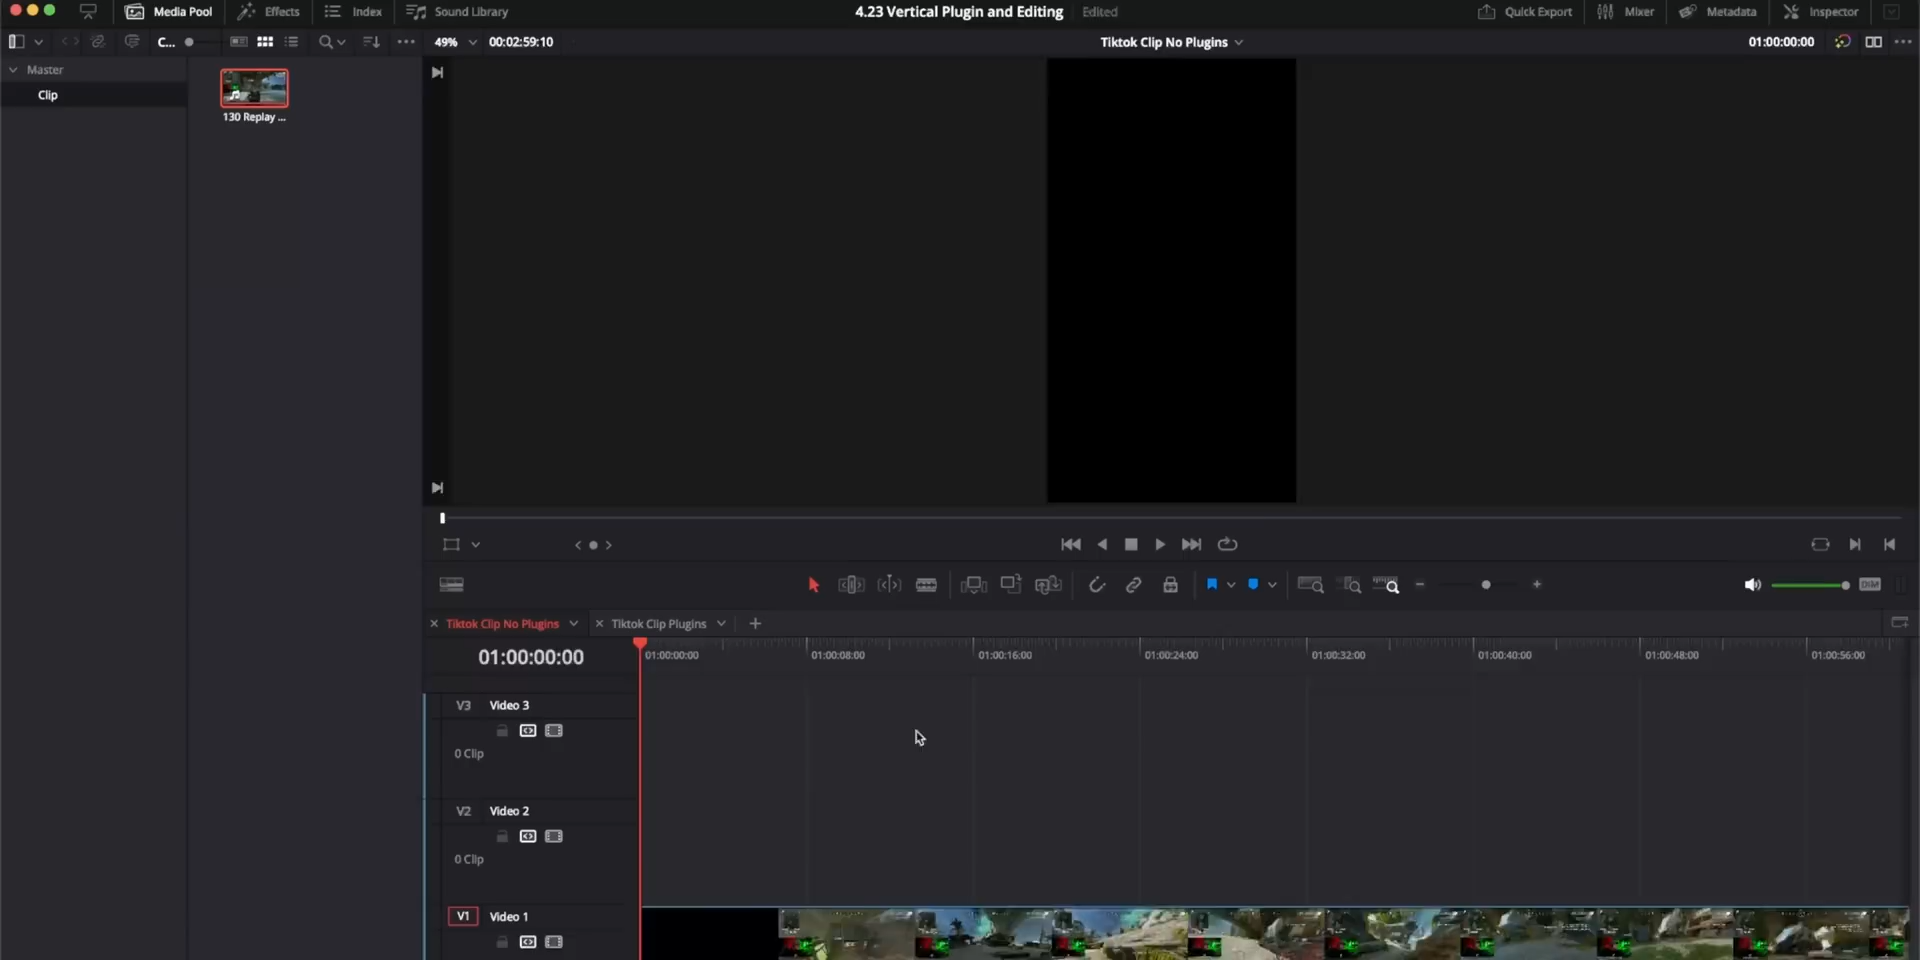 Media Pool Effects Index Sound Library 4.23 Vertical Plugin and Editing Edited Quick Export Mixer Metadata Inspector
C... 49% 00:02:59:10 Tiktok Clip No Plugins 01:00:00:00
Master
Clip
130 Replay ...
Tiktok Clip No Plugins Tiktok Clip Plugins
01:00:00:00 01:00:00:00 01:00:08:00 01:00:16:00 01:00:24:00 01:00:32:00 01:00:40:00 01:00:48:00 01:00:56:00
V3 Video 3
0 Clip
V2 Video 2
0 Clip
V1 Video 1